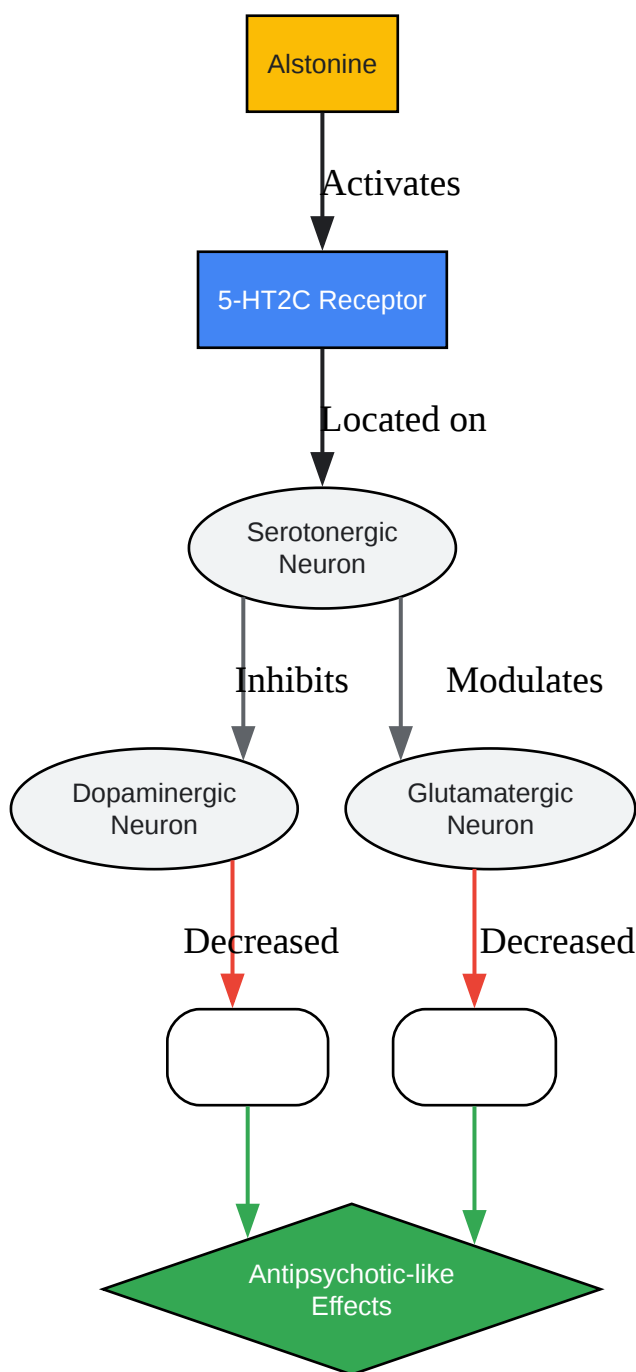 Alstonine
Activates
5-HT2C Receptor
Located on
Serotonergic
Neuron
Inhibits
Modulates
Dopaminergic
Neuron
Glutamatergic
Neuron
Decreased
Decreased
Antipsychotic-like
Effects